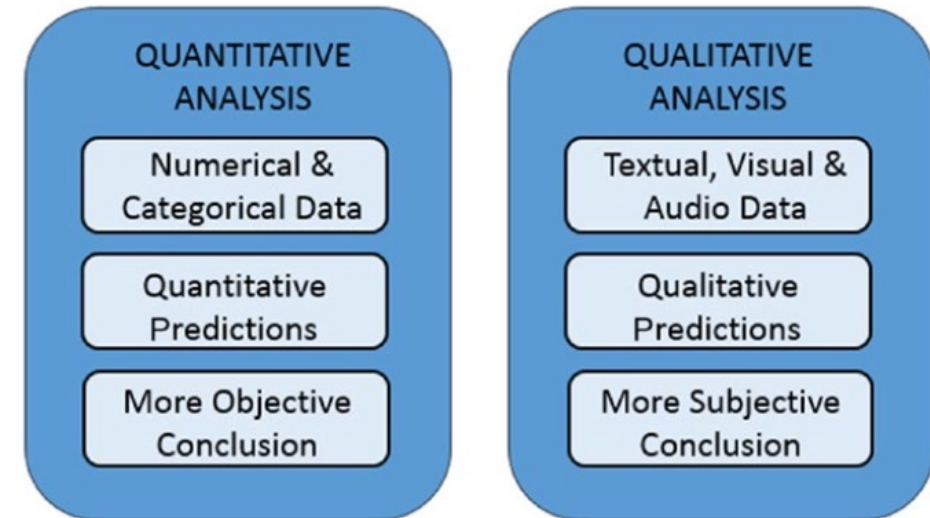 QUANTITATIVE
ANALYSIS
Numerical &
Categorical Data
Quantitative
Predictions
More Objective
Conclusion
QUALITATIVE
ANALYSIS
Textual, Visual &
Audio Data
Qualitative
Predictions
More Subjective
Conclusion